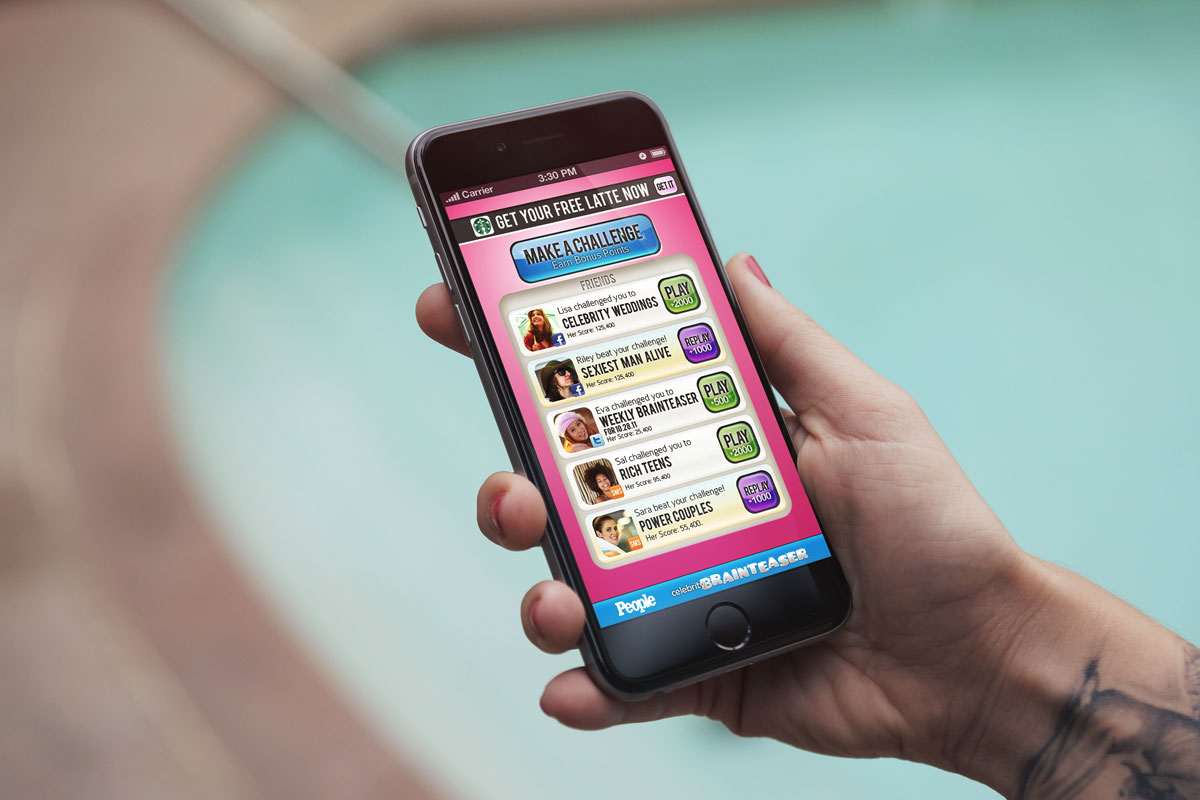 Carrier
3:30 PM
GET YOUR FREE LATTE NOW
GET IT
MAKE A CHALLENGE
Earn Bonus Points
FRIENDS
Lisa challenged you to
CELEBRITY WEDDINGS
Her Score: 125,400
PLAY
+2000
Riley beat your challenge!
SEXIEST MAN ALIVE
Her Score: 125,400
REPLAY
+1000
Eva challenged you to
WEEKLY BRAINTEASER
FOR 10.28.11
Her Score: 25,400
PLAY
+500
Sal challenged you to
RICH TEENS
Her Score: 95,400
SMS
PLAY
+2000
Sara beat your challenge!
POWER COUPLES
Her Score: 55,400.
SMS
REPLAY
+1000
People
celebrity BRAINTEASER